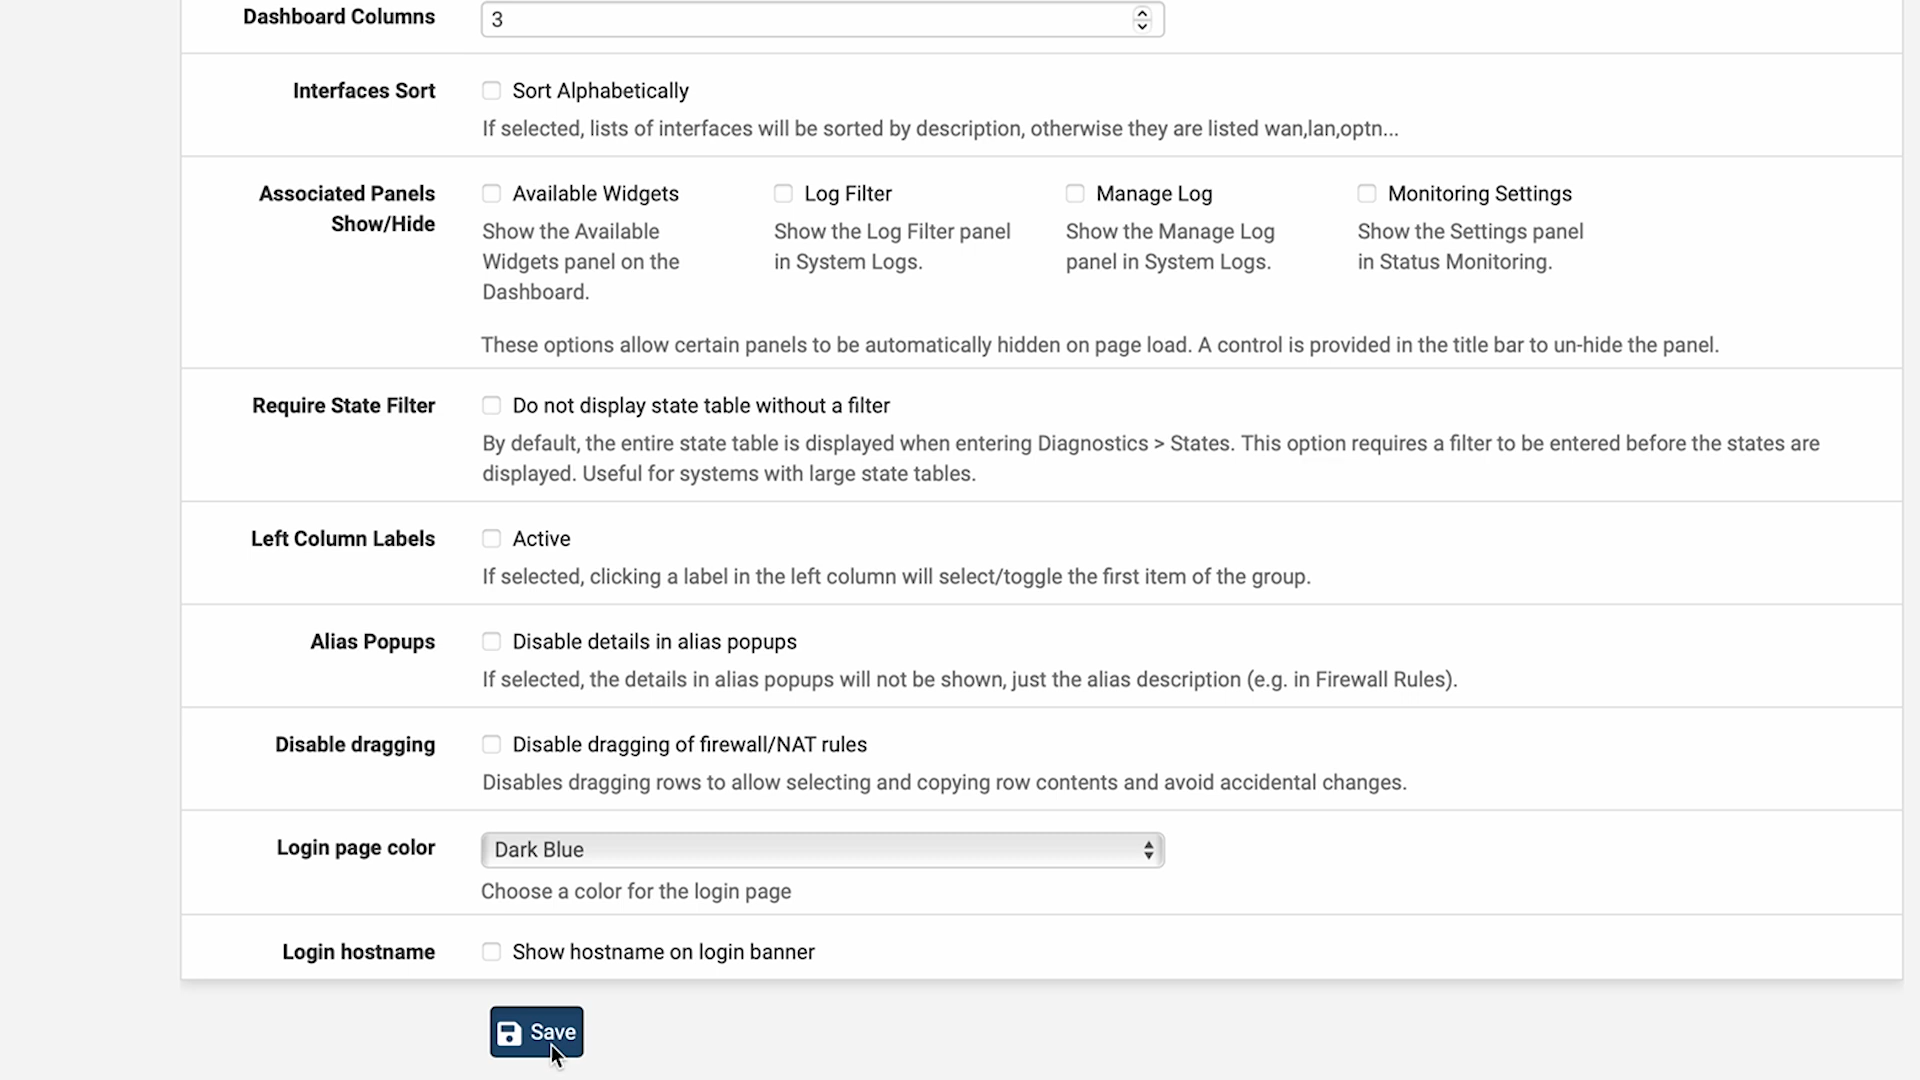 Dashboard Columns
3
Interfaces Sort
Sort Alphabetically
If selected, lists of interfaces will be sorted by description, otherwise they are listed wan,lan,optn...
Associated Panels
Show/Hide
Available Widgets
Show the Available
Widgets panel on the
Dashboard.
Log Filter
Show the Log Filter panel
in System Logs.
Manage Log
Show the Manage Log
panel in System Logs.
Monitoring Settings
Show the Settings panel
in Status Monitoring.
These options allow certain panels to be automatically hidden on page load. A control is provided in the title bar to un-hide the panel.
Require State Filter
Do not display state table without a filter
By default, the entire state table is displayed when entering Diagnostics > States. This option requires a filter to be entered before the states are
displayed. Useful for systems with large state tables.
Left Column Labels
Active
If selected, clicking a label in the left column will select/toggle the first item of the group.
Alias Popups
Disable details in alias popups
If selected, the details in alias popups will not be shown, just the alias description (e.g. in Firewall Rules).
Disable dragging
Disable dragging of firewall/NAT rules
Disables dragging rows to allow selecting and copying row contents and avoid accidental changes.
Login page color
Dark Blue
Choose a color for the login page
Login hostname
Show hostname on login banner
Save